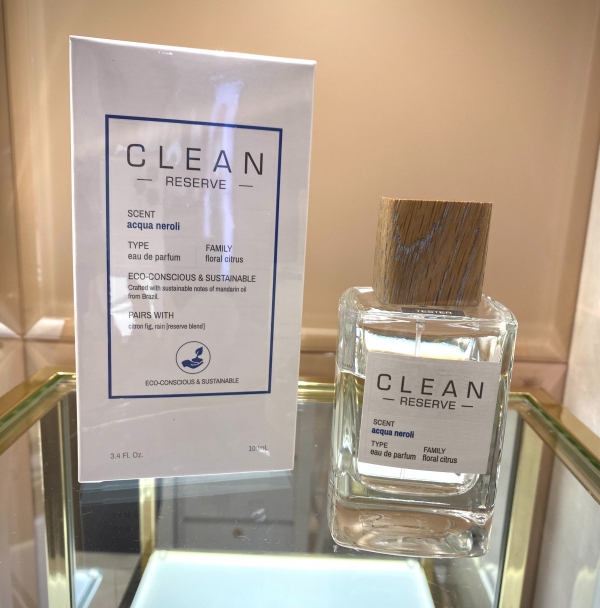 CLEAN
— RESERVE —
SCENT
acqua neroli
TYPE FAMILY
eau de parfum floral citrus
ECO-CONSCIOUS & SUSTAINABLE
Crafted with sustainable notes of mandarin oil
from Brazil.
PAIRS WITH
citron fig, rain [reserve blend]
ECO-CONSCIOUS & SUSTAINABLE
3.4 Fl. Oz. 100mL
TESTER
CLEAN
— RESERVE —
SCENT
acqua neroli
TYPE FAMILY
eau de parfum floral citrus